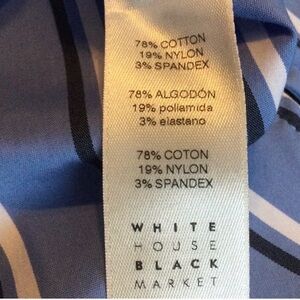 78% COTTON
19% NYLON
3% SPANDEX
78% ALGODÓN
19% poliamida
3% elastano
78% COTON
19% NYLON
3% SPANDEX
WHITE
HOUSE
BLACK
MARKET